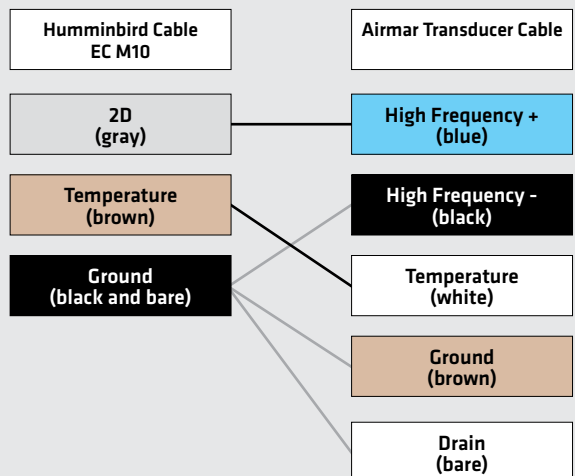 Humminbird Cable
EC M10
Airmar Transducer Cable
2D
(gray)
High Frequency +
(blue)
Temperature
(brown)
High Frequency -
(black)
Ground
(black and bare)
Temperature
(white)
Ground
(brown)
Drain
(bare)